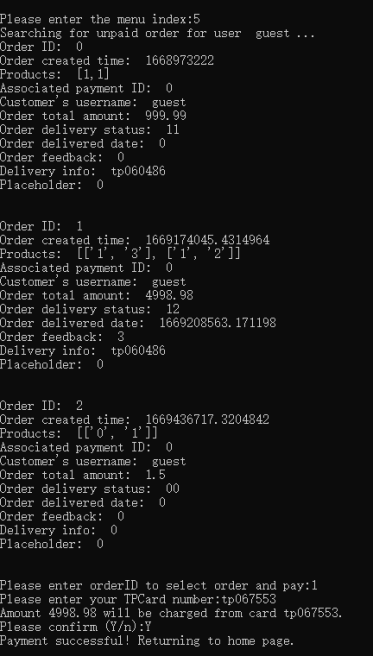 Please enter the menu index:5
Searching for unpaid order for user  guest ...
Order ID:  0
Order created time:  1668973222
Products:  [1,1]
Associated payment ID:  0
Customer's username:  guest
Order total amount:  999.99
Order delivery status:  11
Order delivered date:  0
Order feedback:  0
Delivery info:  tp060486
Placeholder:  0
Order ID:  1
Order created time:  1669174045.4314964
Products:  [['1', '3'], ['1', '2']]
Associated payment ID:  0
Customer's username:  guest
Order total amount:  4998.98
Order delivery status:  12
Order delivered date:  1669208563.171198
Order feedback:  3
Delivery info:  tp060486
Placeholder:  0
Order ID:  2
Order created time:  1669436717.3204842
Products:  [['0', '1']]
Associated payment ID:  0
Customer's username:  guest
Order total amount:  1.5
Order delivery status:  00
Order delivered date:  0
Order feedback:  0
Delivery info:  0
Placeholder:  0
Please enter orderID to select order and pay:1
Please enter your TPCard number:tp067553
Amount 4998.98 will be charged from card tp067553.
Please confirm (Y/n):Y
Payment successful! Returning to home page.